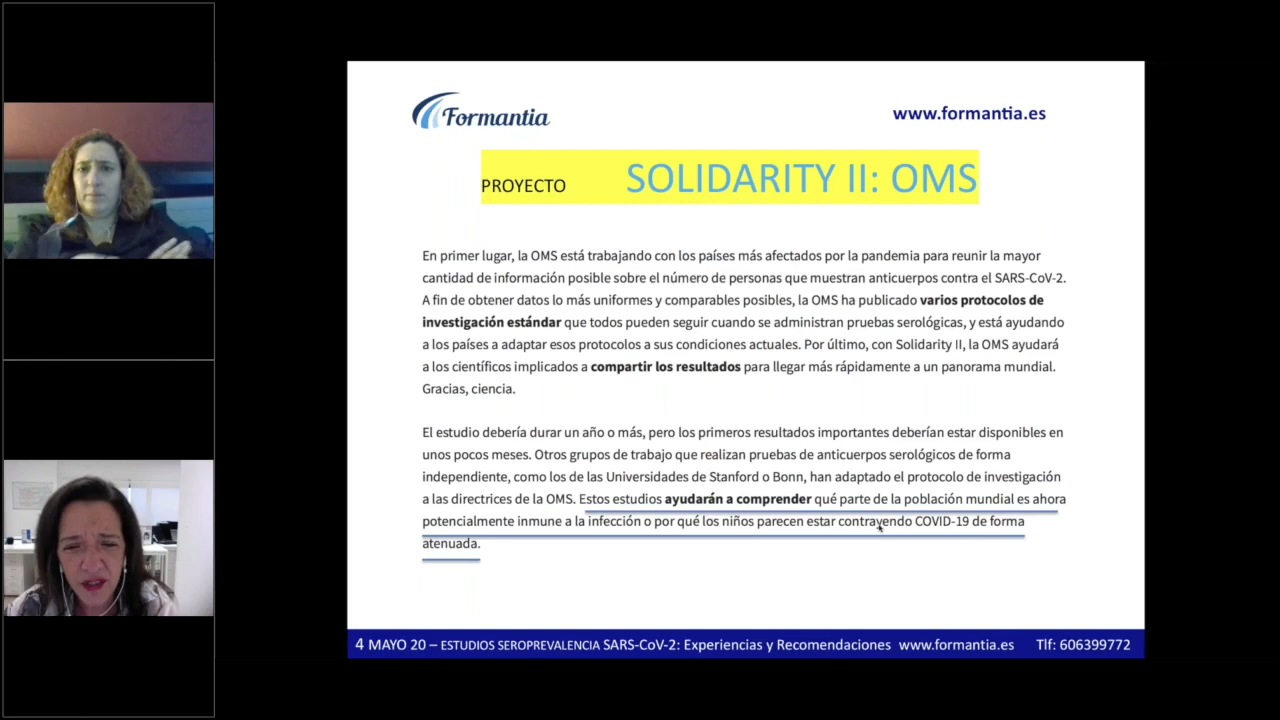 Formantia
www.formantia.es
PROYECTO SOLIDARITY II: OMS
En primer lugar, la OMS está trabajando con los países más afectados por la pandemia para reunir la mayor
cantidad de información posible sobre el número de personas que muestran anticuerpos contra el SARS-CoV-2.
A fin de obtener datos lo más uniformes y comparables posibles, la OMS ha publicado varios protocolos de
investigación estándar que todos pueden seguir cuando se administran pruebas serológicas, y está ayudando
a los países a adaptar esos protocolos a sus condiciones actuales. Por último, con Solidarity II, la OMS ayudará
a los científicos implicados a compartir los resultados para llegar más rápidamente a un panorama mundial.
Gracias, ciencia.
El estudio debería durar un año o más, pero los primeros resultados importantes deberían estar disponibles en
unos pocos meses. Otros grupos de trabajo que realizan pruebas de anticuerpos serológicos de forma
independiente, como los de las Universidades de Stanford o Bonn, han adaptado el protocolo de investigación
a las directrices de la OMS. Estos estudios ayudarán a comprender qué parte de la población mundial es ahora
potencialmente inmune a la infección o por qué los niños parecen estar contrayendo COVID-19 de forma
atenuada.
4 MAYO 20 – ESTUDIOS SEROPREVALENCIA SARS-CoV-2: Experiencias y Recomendaciones www.formantia.es Tlf: 606399772